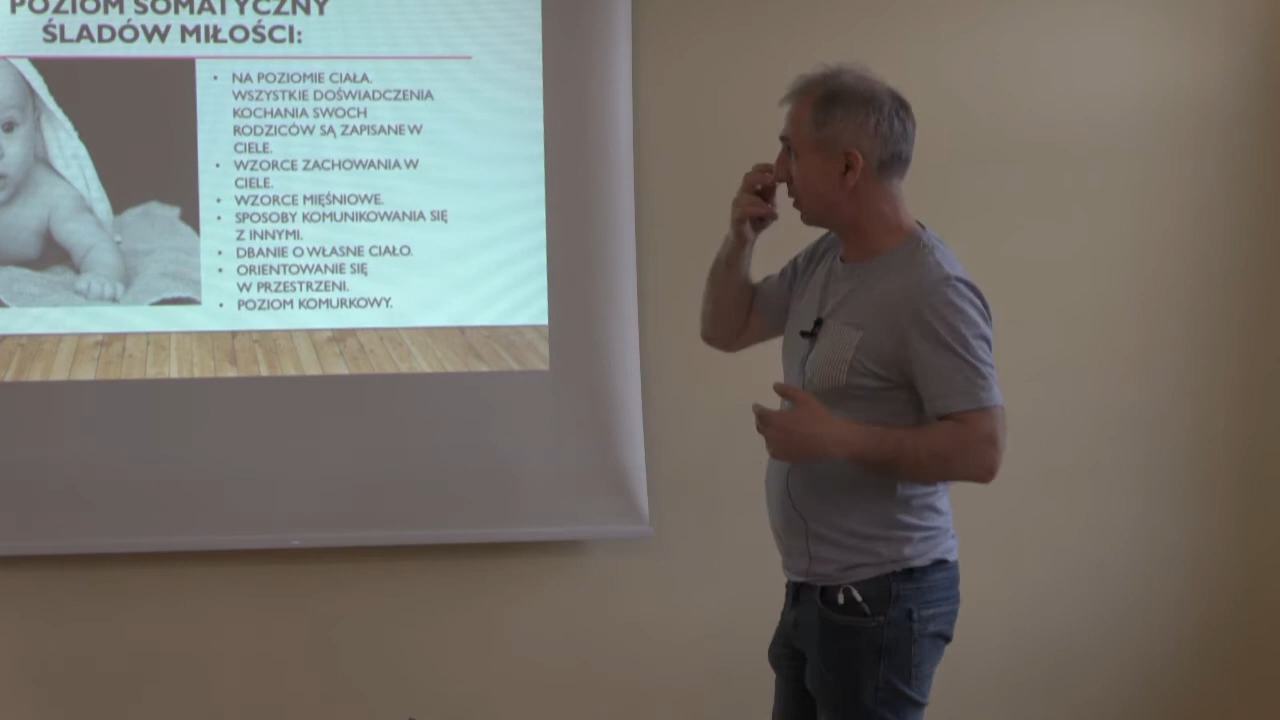 POZIOM SOMATYCZNY
ŚLADÓW MIŁOŚCI:
• NA POZIOMIE CIAŁA.
WSZYSTKIE DOŚWIADCZENIA
KOCHANIA SWOCH
RODZICÓW SĄ ZAPISANE W
CIELE.
• WZORCE ZACHOWANIA W
CIELE.
• WZORCE MIĘŚNIOWE.
• SPOSOBY KOMUNIKOWANIA SIĘ
Z INNYMI.
• DBANIE O WŁASNE CIAŁO.
• ORIENTOWANIE SIĘ
W PRZESTRZENI.
• POZIOM KOMURKOWY.